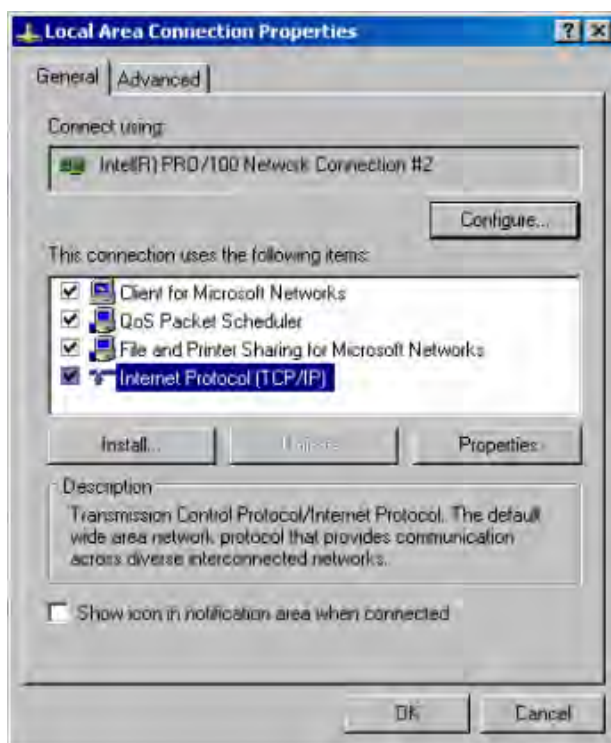 Local Area Connection Properties
General
Advanced
Connect using:
Intel(R) PRO/100 Network Connection #2
Configure...
This connection uses the following items:
Client for Microsoft Networks
QoS Packet Scheduler
File and Printer Sharing for Microsoft Networks
Internet Protocol (TCP/IP)
Install...
Properties
Description
Transmission Control Protocol/Internet Protocol. The default
wide area network protocol that provides communication
across diverse interconnected networks.
Show icon in notification area when connected
OK
Cancel